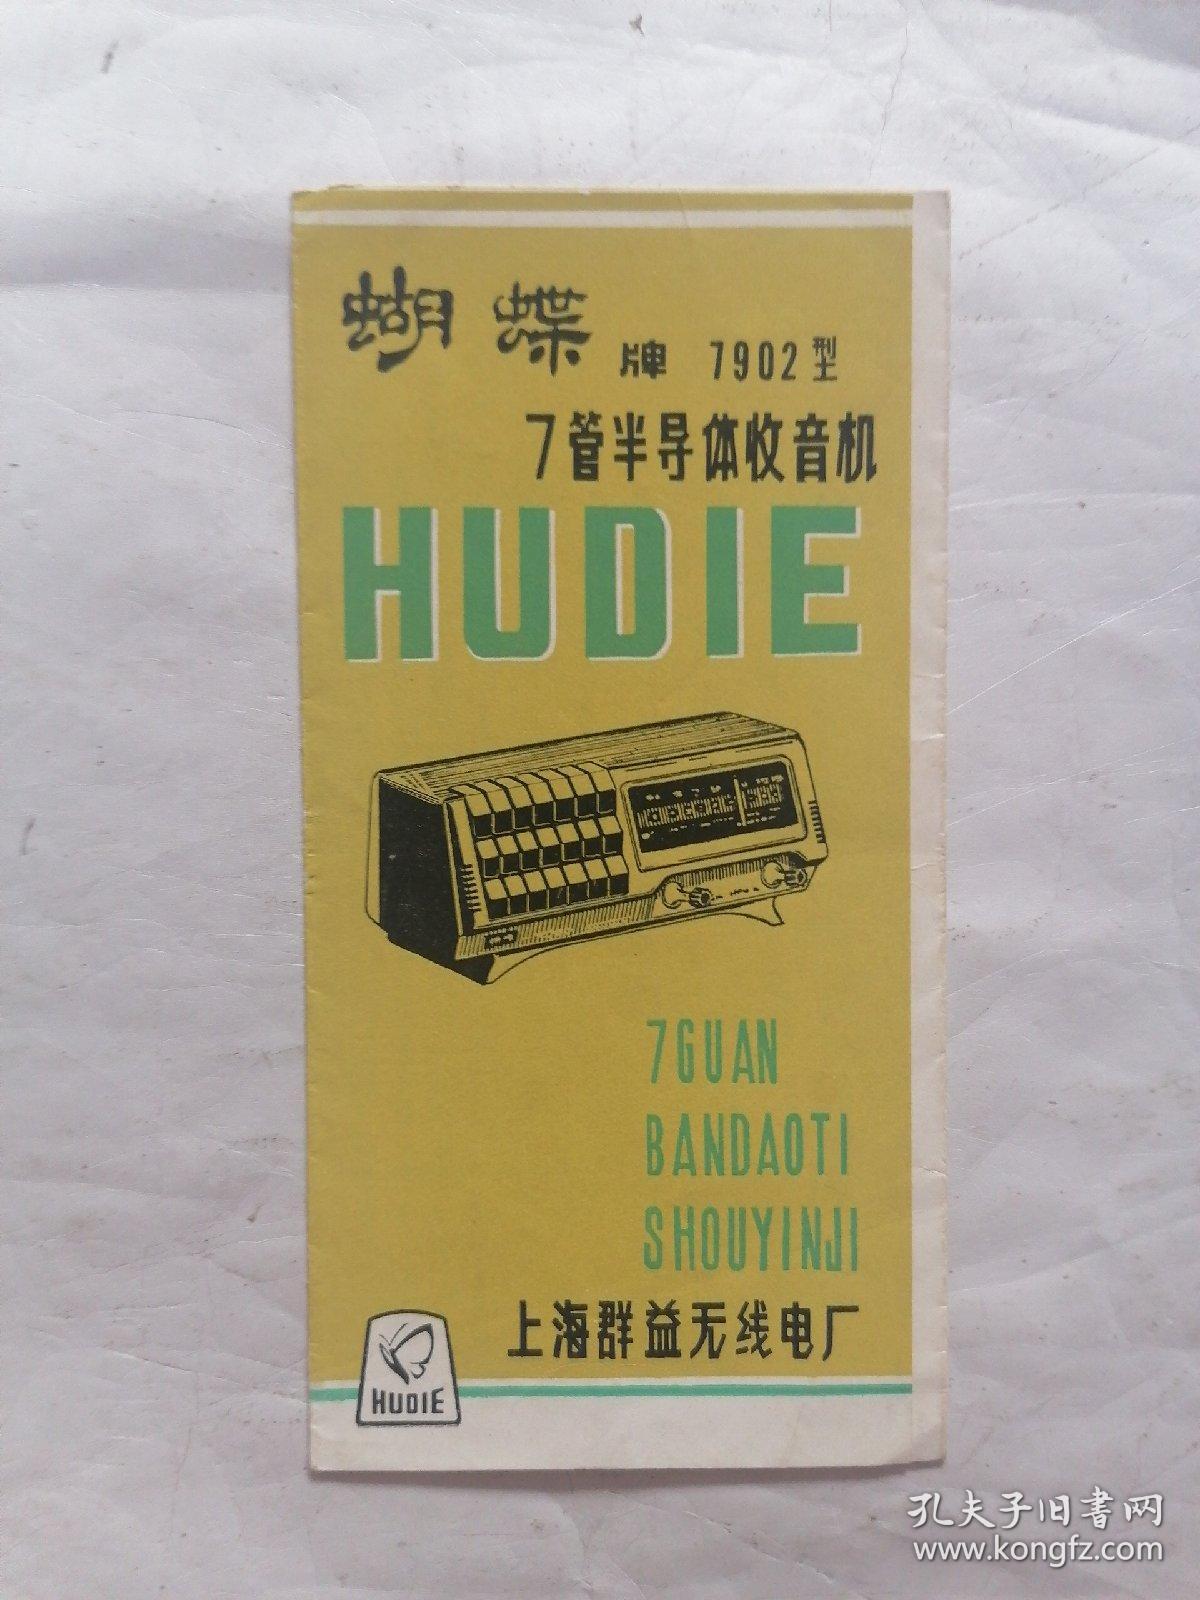 蝴蝶牌 7902型
7管半导体收音机
HUDIE
7GUAN
BANDAOTI
SHOUYINJI
上海群益无线电厂
HUDIE
孔夫子旧书网
www.kongfz.com